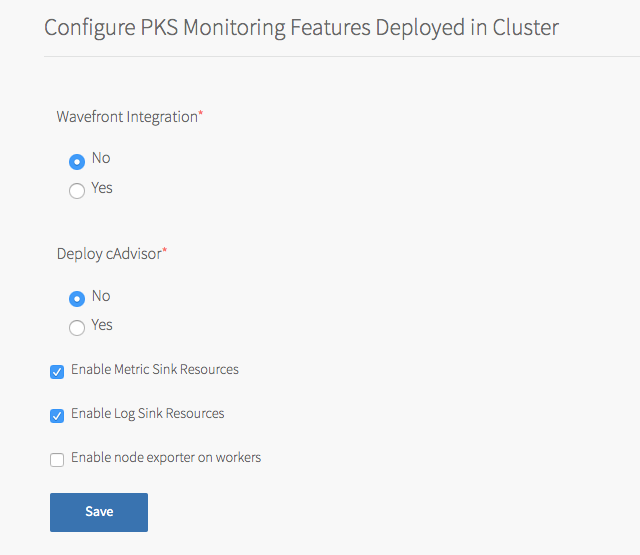 Configure PKS Monitoring Features Deployed in Cluster
Wavefront Integration*
No
Yes
Deploy cAdvisor*
No
Yes
Enable Metric Sink Resources
Enable Log Sink Resources
Enable node exporter on workers
Save